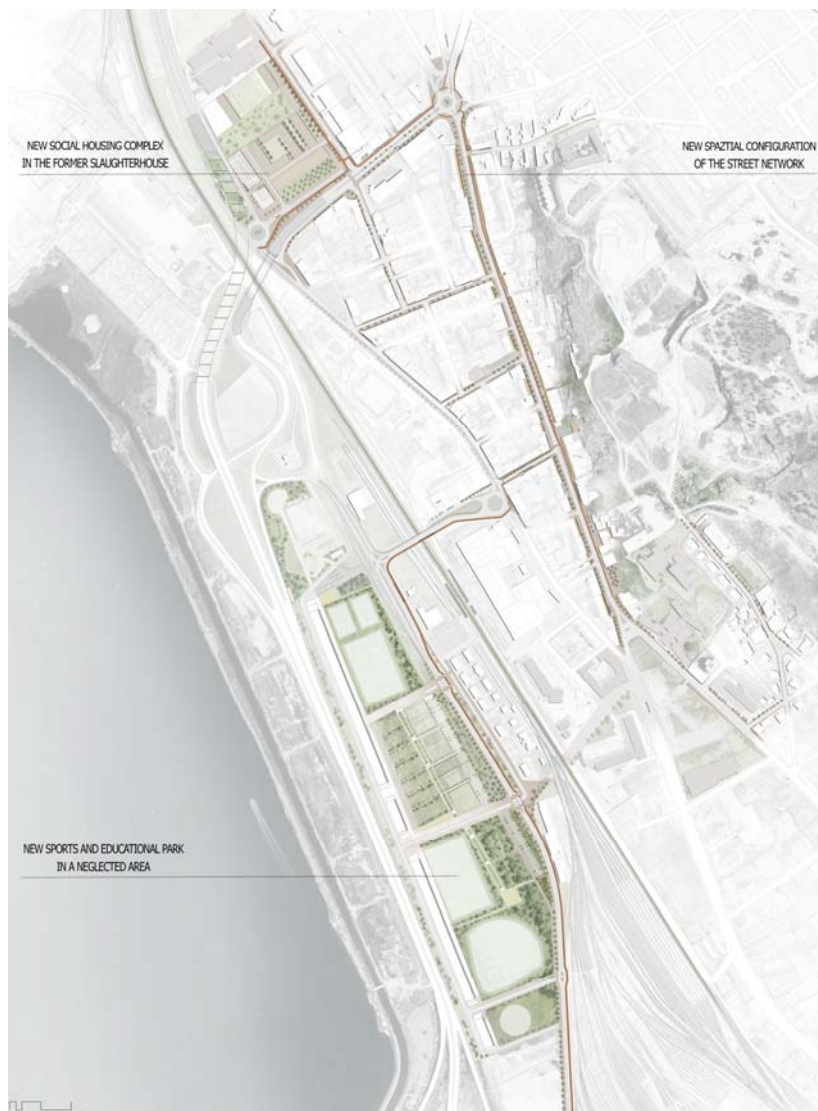 NEW SOCIAL HOUSING COMPLEX
IN THE FORMER SLAUGHTERHOUSE
NEW SPAZTIAL CONFIGURATION
OF THE STREET NETWORK
NEW SPORTS AND EDUCATIONAL PARK
IN A NEGLECTED AREA